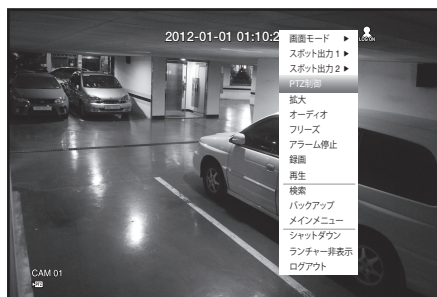 2012-01-01 01:10:2
LOG ON
画面モード ▶
スポット出力 1 ▶
スポット出力 2 ▶
PTZ制御
拡大
オーディオ
フリーズ
アラーム停止
録画
再生
検索
バックアップ
メインメニュー
シャットダウン
ランチャー非表示
ログアウト
CAM 01